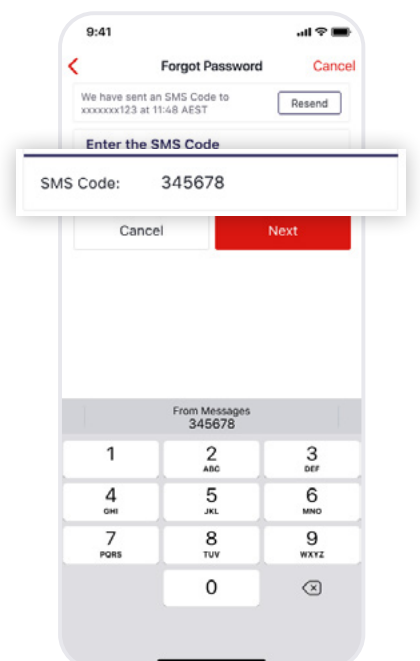 9:41
Forgot Password Cancel
We have sent an SMS Code to
xxxxxxx123 at 11:48 AEST
Resend
Enter the SMS Code
SMS Code: 345678
Cancel Next
From Messages
345678
1 2 3
ABC DEF
4 5 6
GHI JKL MNO
7 8 9
PQRS TUV WXYZ
0